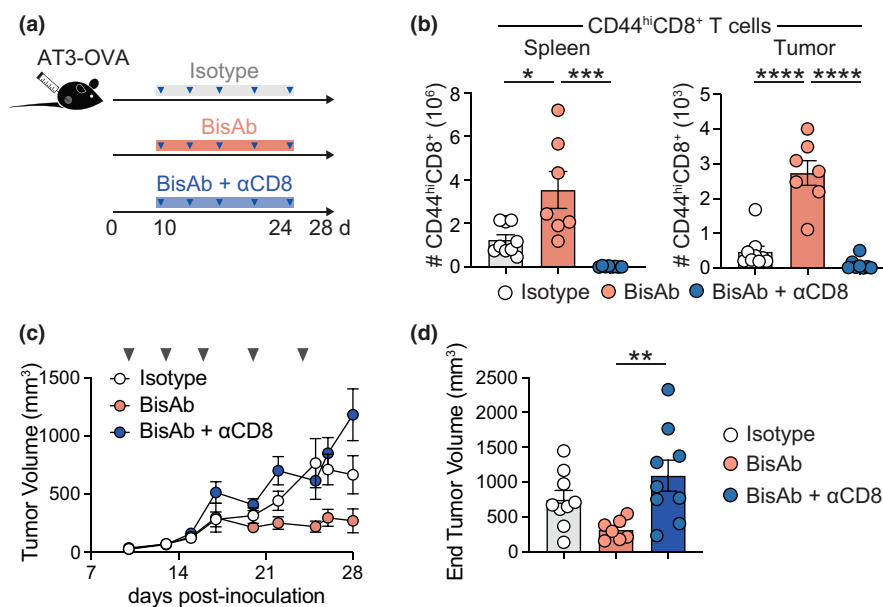 (a)
AT3-OVA
Isotype
BisAb
BisAb + αCD8
0 10 24 28 d
(b)
CD44ʰⁱCD8⁺ T cells
Spleen
Tumor
* ***
**** ****
# CD44ʰⁱCD8⁺ (10⁶)
8
6
4
2
0
# CD44ʰⁱCD8⁺ (10³)
5
4
3
2
1
0
Isotype BisAb BisAb + αCD8
(c)
Isotype
BisAb
BisAb + αCD8
Tumor Volume (mm³)
1500
1000
500
0
7 14 21 28
days post-inoculation
(d)
**
End Tumor Volume (mm³)
2500
2000
1500
1000
500
0
Isotype
BisAb
BisAb + αCD8